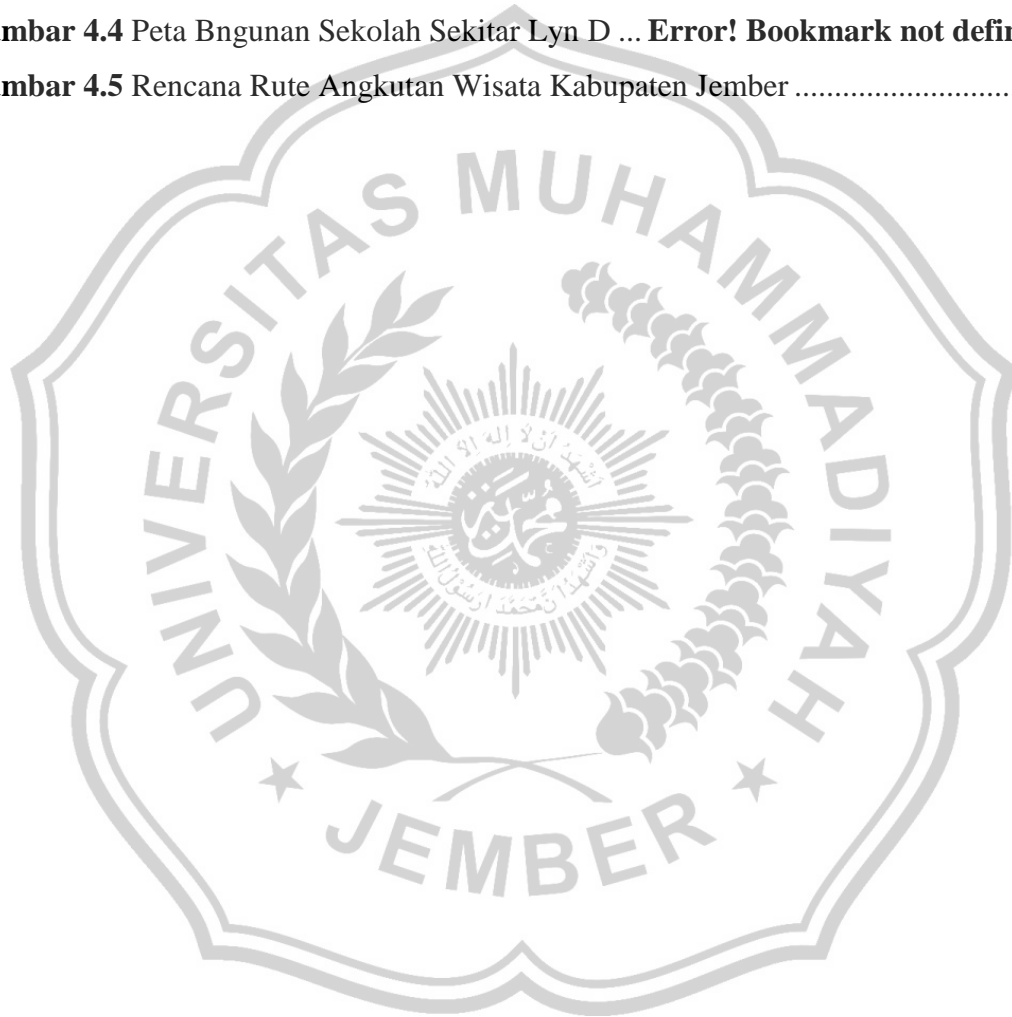 mbar 4.4 Peta Bngunan Sekolah Sekitar Lyn D ... Error! Bookmark not defin
mbar 4.5 Rencana Rute Angkutan Wisata Kabupaten Jember ...........................
UNIVERSITAS MUHAMMADIYAH
JEMBER